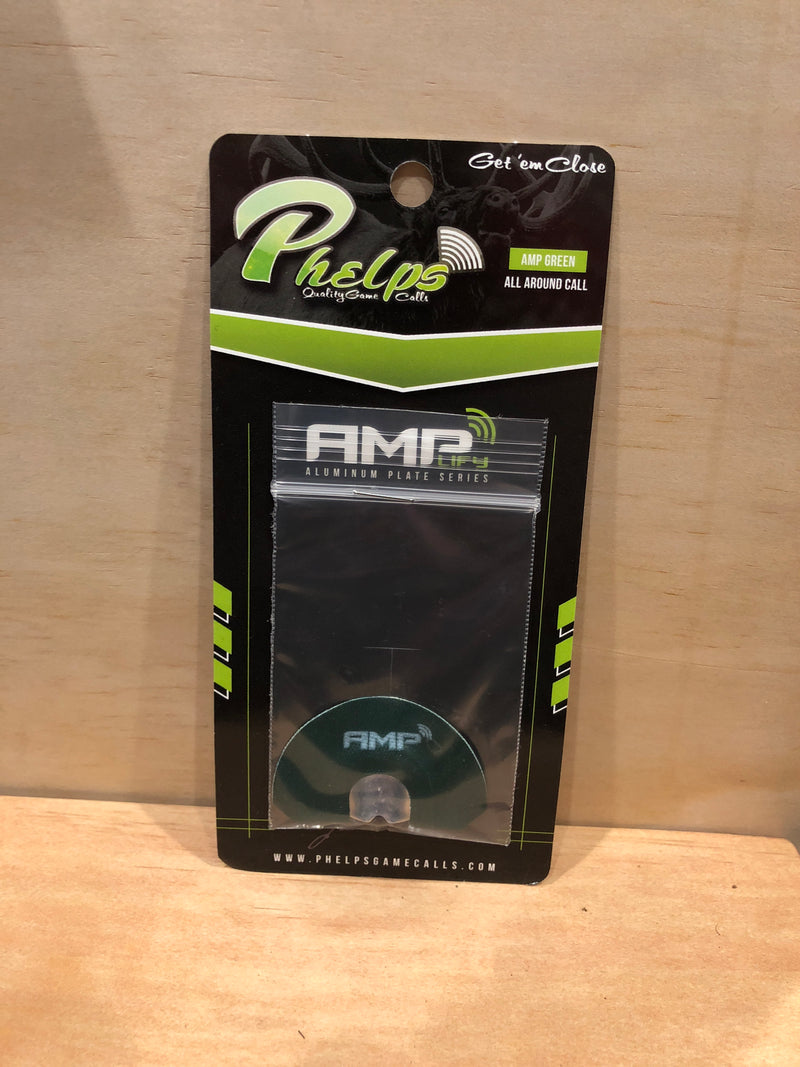 Get 'em Close
Phelps
Quality Game Calls
AMP GREEN
ALL AROUND CALL
AMPLIFY
ALUMINUM PLATE SERIES
AMP
WWW.PHELPSGAMECALLS.COM